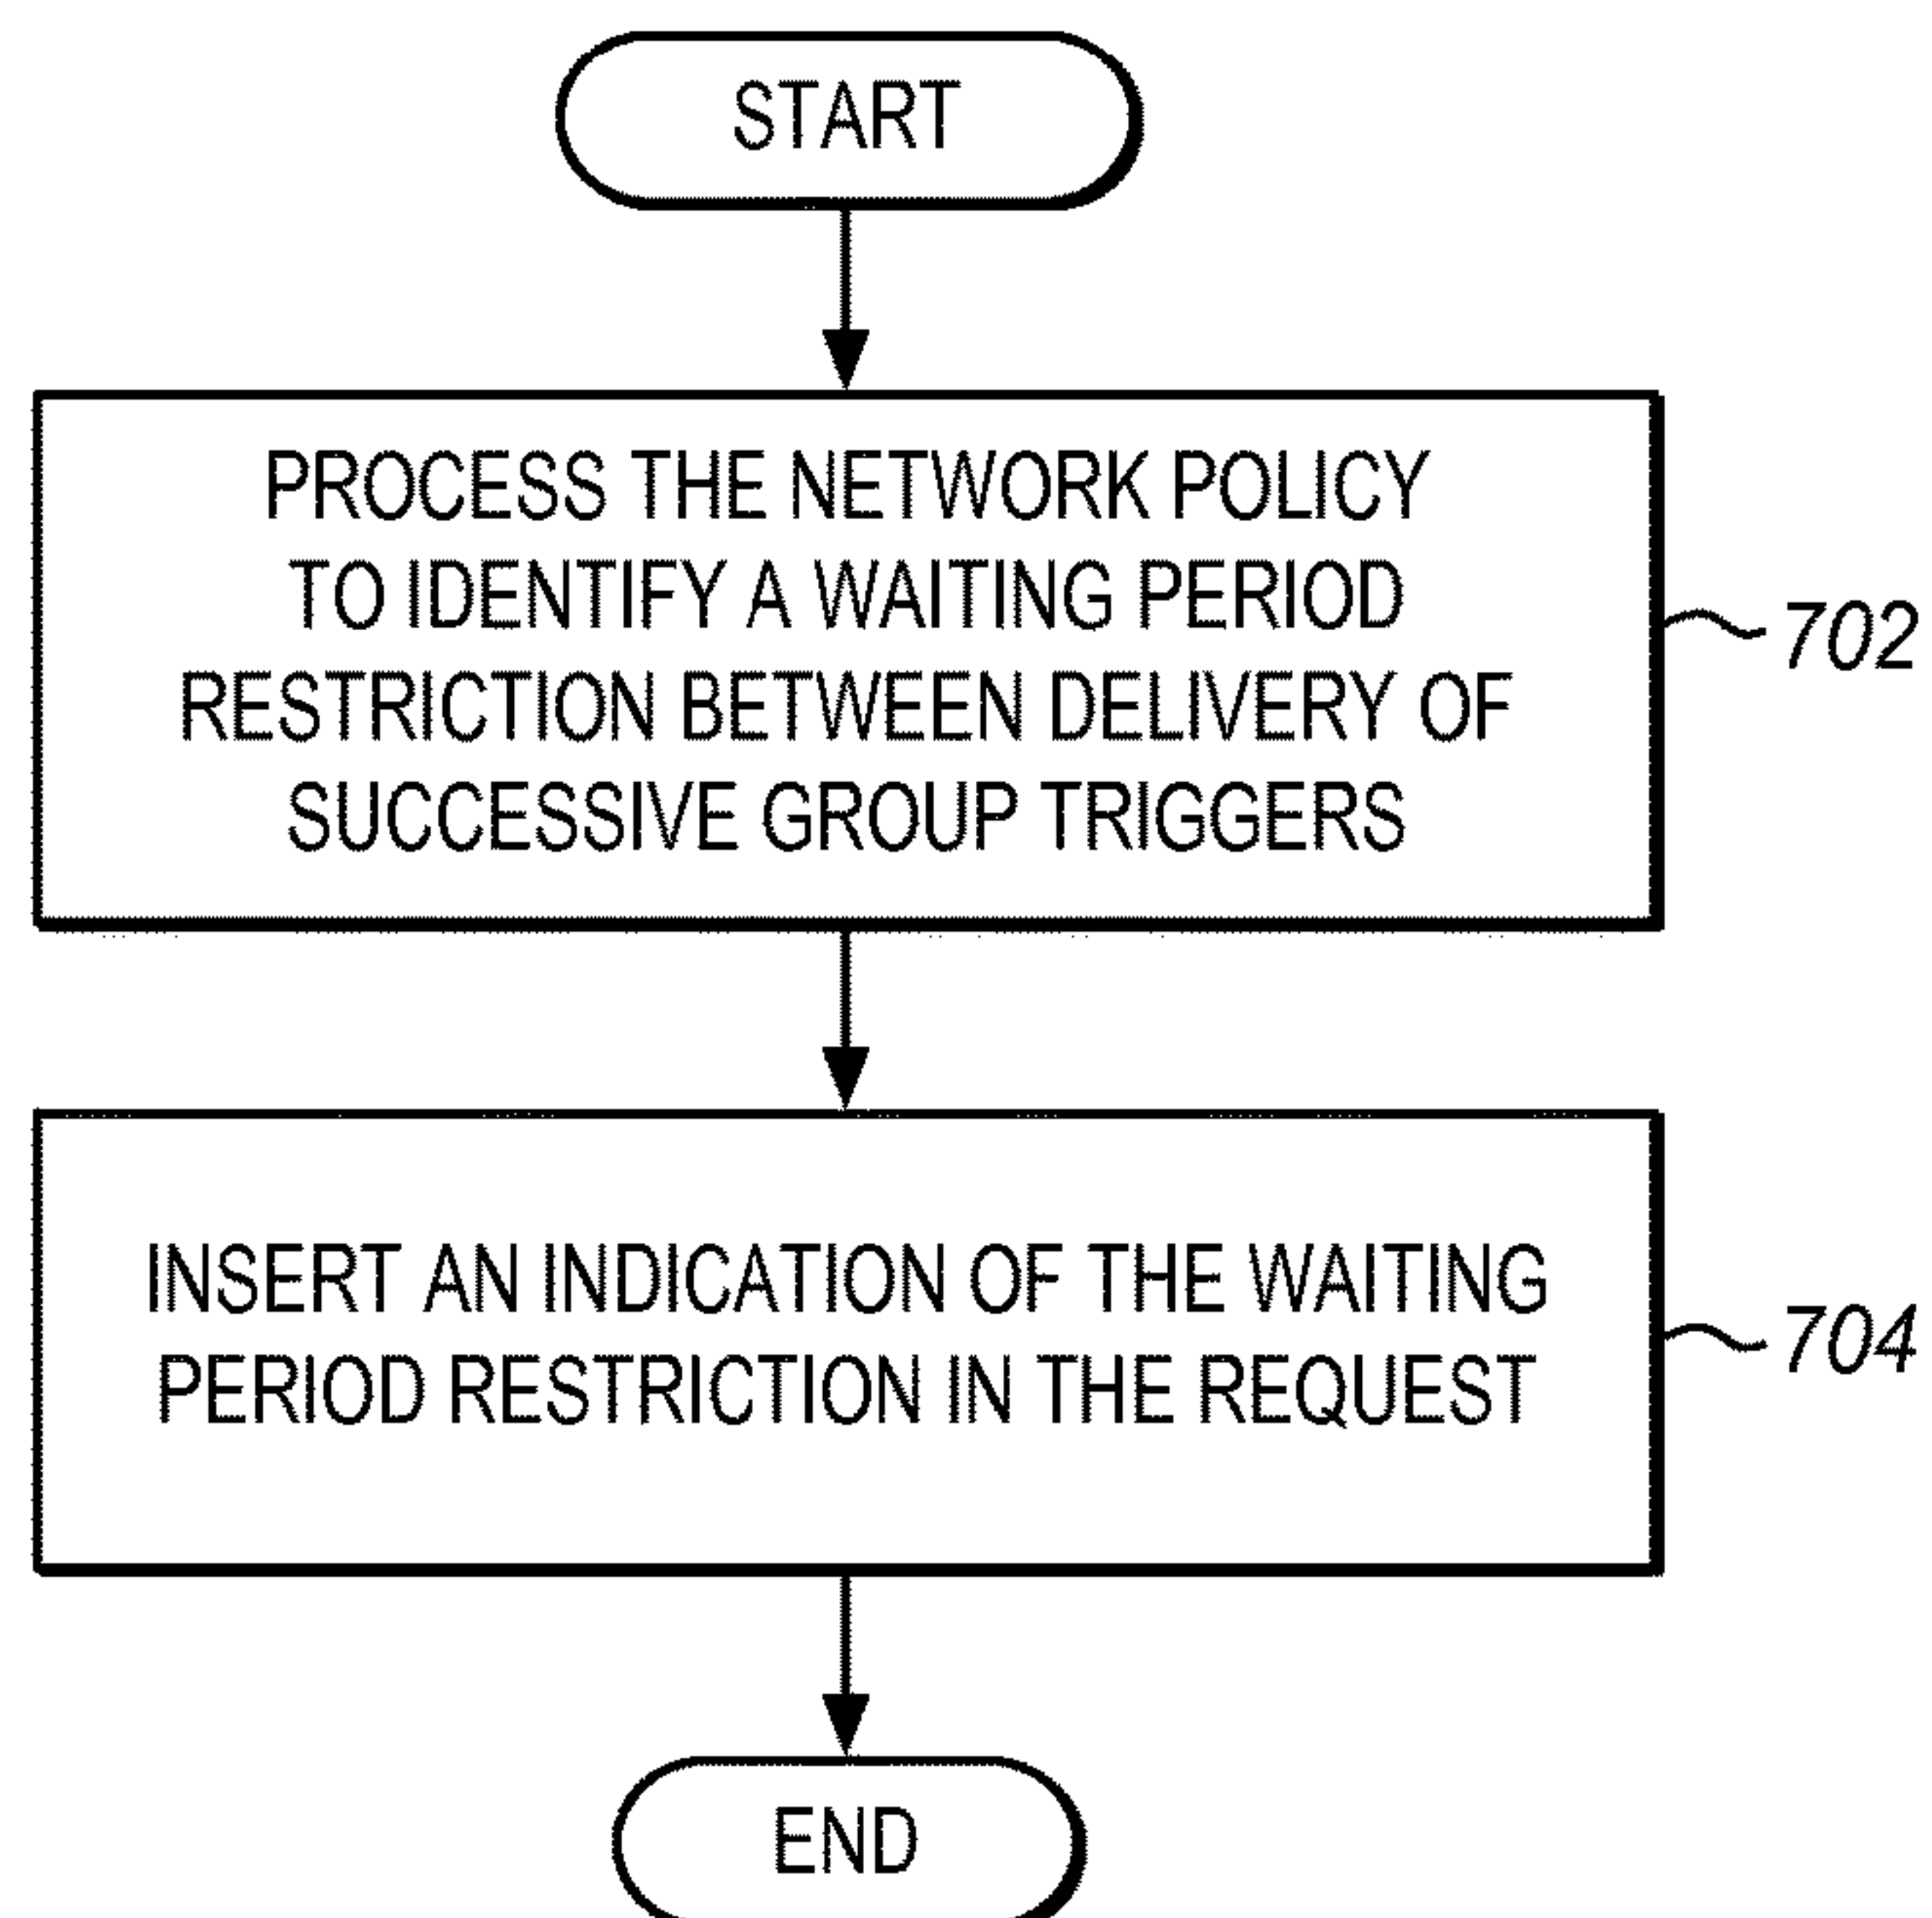 START
PROCESS THE NETWORK POLICY
TO IDENTIFY A WAITING PERIOD
RESTRICTION BETWEEN DELIVERY OF
SUCCESSIVE GROUP TRIGGERS
702
INSERT AN INDICATION OF THE WAITING
PERIOD RESTRICTION IN THE REQUEST
704
END